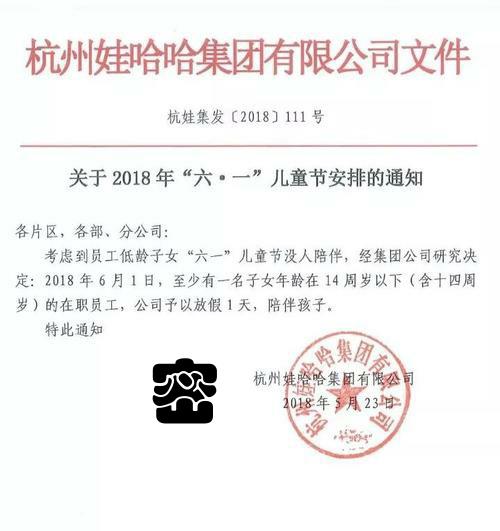 杭州娃哈哈集团有限公司文件
杭娃集发〔2018〕111号
关于2018年“六·一”儿童节安排的通知
各片区，各部、分公司：
考虑到员工低龄子女“六一”儿童节没人陪伴，经集团公司研究决
定：2018年6月1日，至少有一名子女年龄在14周岁以下（含十四周
岁）的在职员工，公司予以放假1天，陪伴孩子。
特此通知
杭州娃哈哈集团有限公司
2018年5月23日
杭州娃哈哈集团有限公司